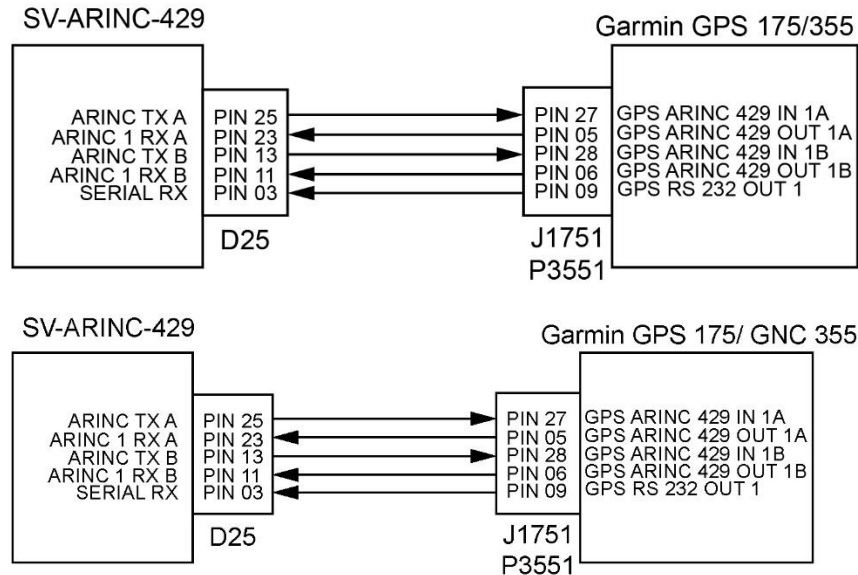 SV-ARINC-429
Garmin GPS 175/355
ARINC TX A PIN 25 PIN 27 GPS ARINC 429 IN 1A
ARINC 1 RX A PIN 23 PIN 05 GPS ARINC 429 OUT 1A
ARINC TX B PIN 13 PIN 28 GPS ARINC 429 IN 1B
ARINC 1 RX B PIN 11 PIN 06 GPS ARINC 429 OUT 1B
SERIAL RX PIN 03 PIN 09 GPS RS 232 OUT 1
D25 J1751
P3551
SV-ARINC-429
Garmin GPS 175/ GNC 355
ARINC TX A PIN 25 PIN 27 GPS ARINC 429 IN 1A
ARINC 1 RX A PIN 23 PIN 05 GPS ARINC 429 OUT 1A
ARINC TX B PIN 13 PIN 28 GPS ARINC 429 IN 1B
ARINC 1 RX B PIN 11 PIN 06 GPS ARINC 429 OUT 1B
SERIAL RX PIN 03 PIN 09 GPS RS 232 OUT 1
D25 J1751
P3551